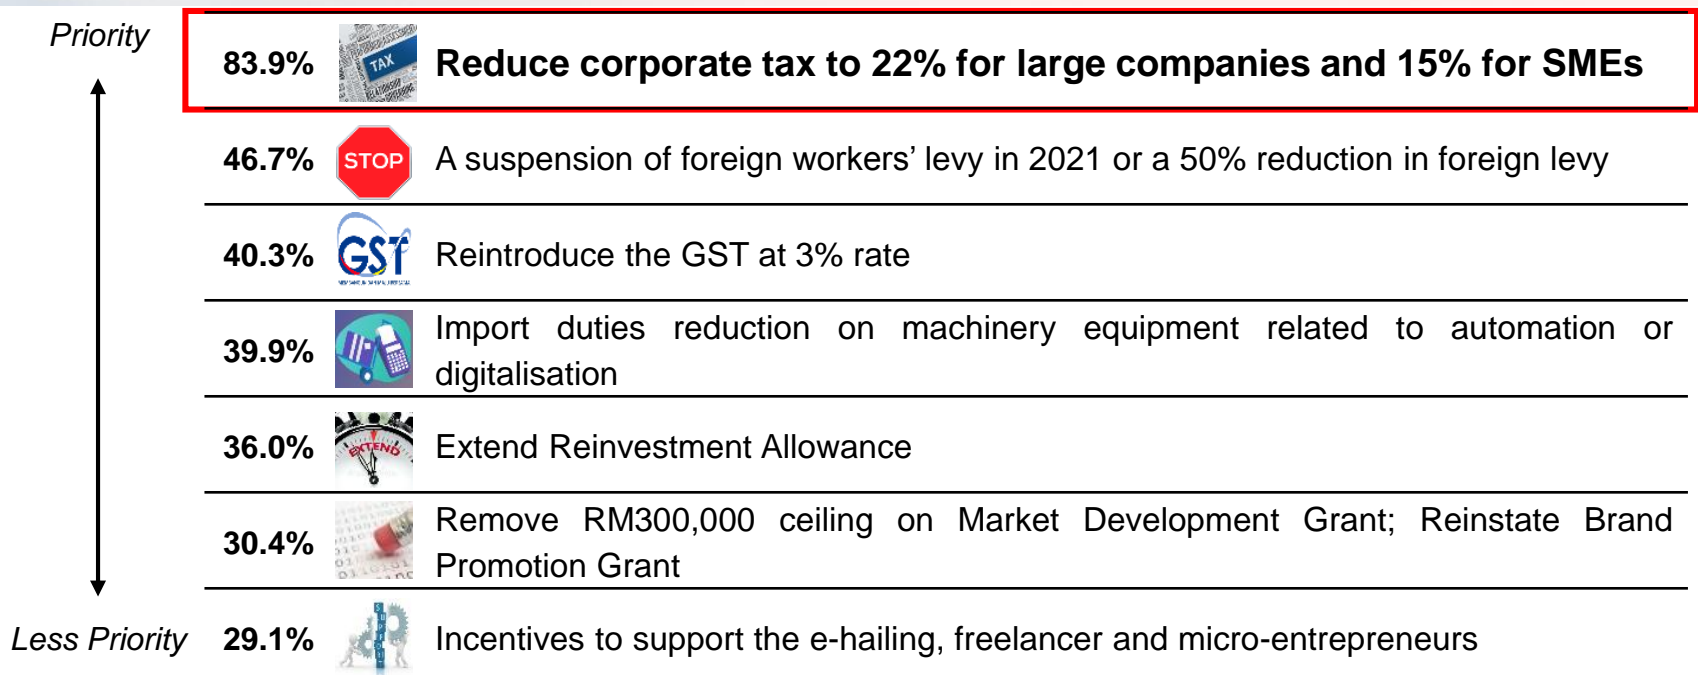 Priority
83.9% TAX Reduce corporate tax to 22% for large companies and 15% for SMEs
46.7% STOP A suspension of foreign workers’ levy in 2021 or a 50% reduction in foreign levy
40.3% GST Reintroduce the GST at 3% rate
39.9% Import duties reduction on machinery equipment related to automation or
digitalisation
36.0% EXTEND Extend Reinvestment Allowance
30.4% Remove RM300,000 ceiling on Market Development Grant; Reinstate Brand
Promotion Grant
Less Priority 29.1% Incentives to support the e-hailing, freelancer and micro-entrepreneurs